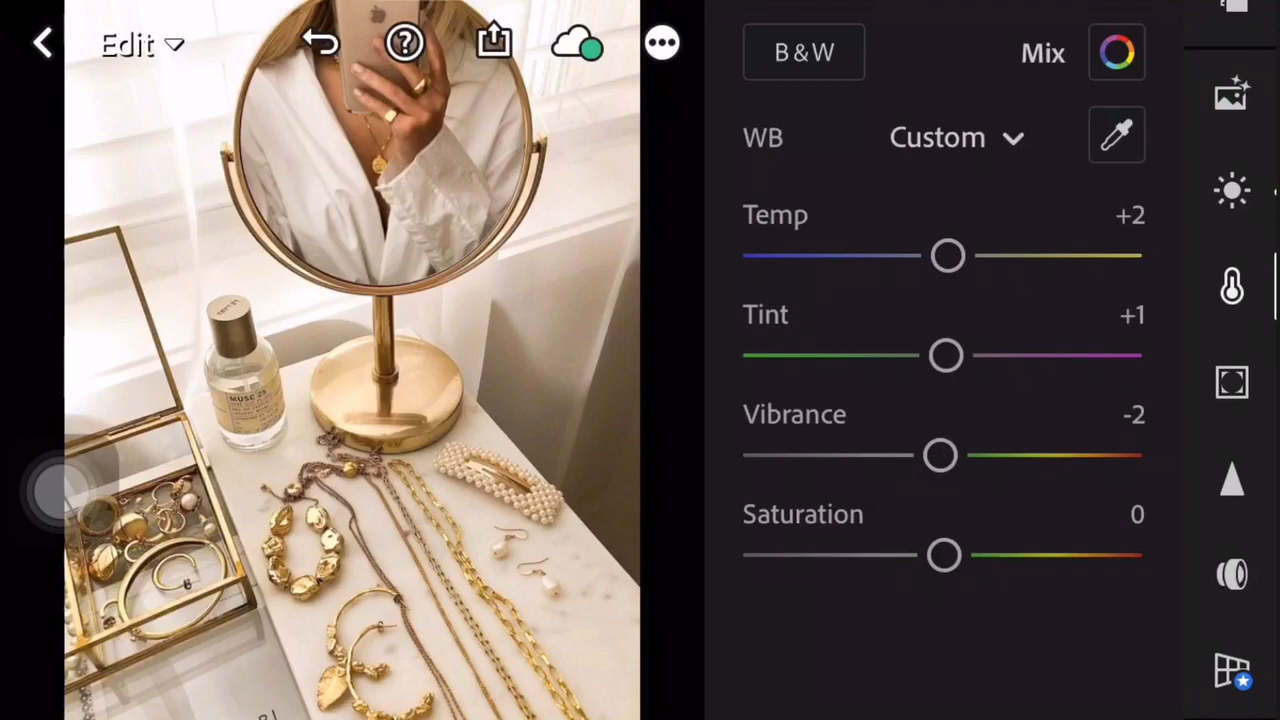 Edit
B & W
Mix
WB
Custom
Temp
+2
Tint
+1
Vibrance
-2
Saturation
0
MUSC 25